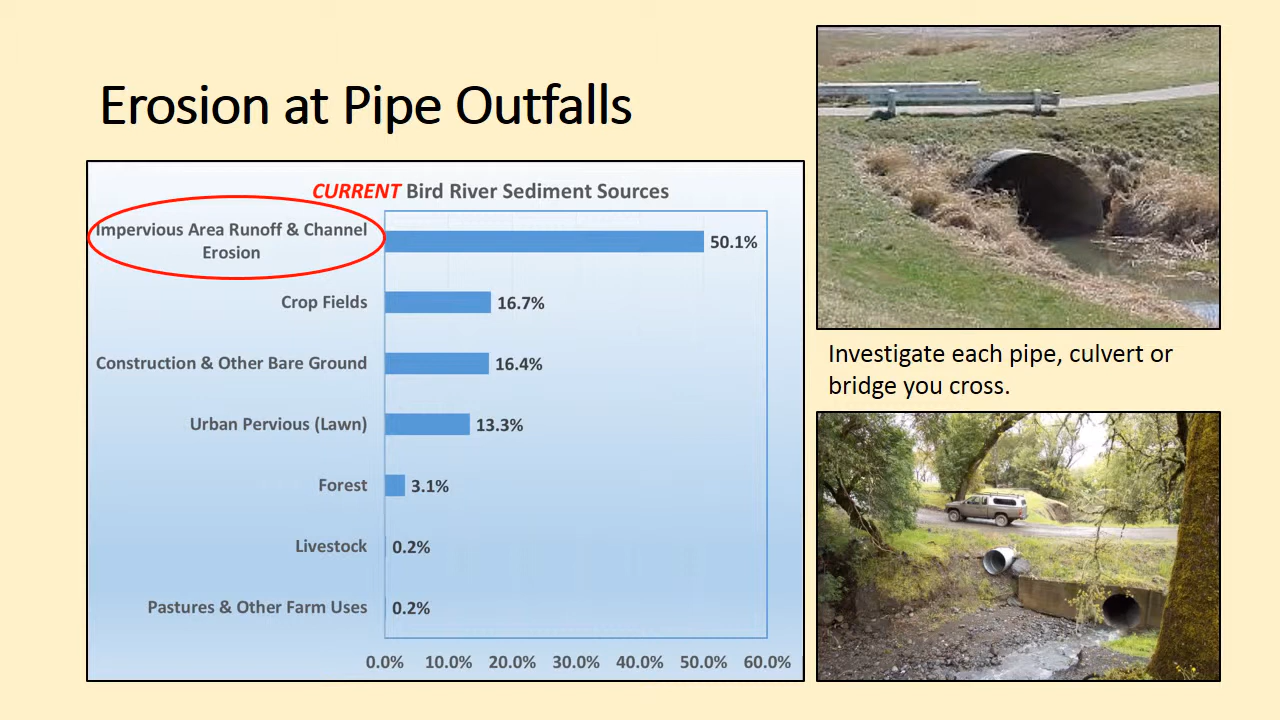 Erosion at Pipe Outfalls
CURRENT Bird River Sediment Sources
Impervious Area Runoff & Channel
Erosion
50.1%
Crop Fields
16.7%
Construction & Other Bare Ground
16.4%
Urban Pervious (Lawn)
13.3%
Forest
3.1%
Livestock
0.2%
Pastures & Other Farm Uses
0.2%
0.0% 10.0% 20.0% 30.0% 40.0% 50.0% 60.0%
Investigate each pipe, culvert or
bridge you cross.